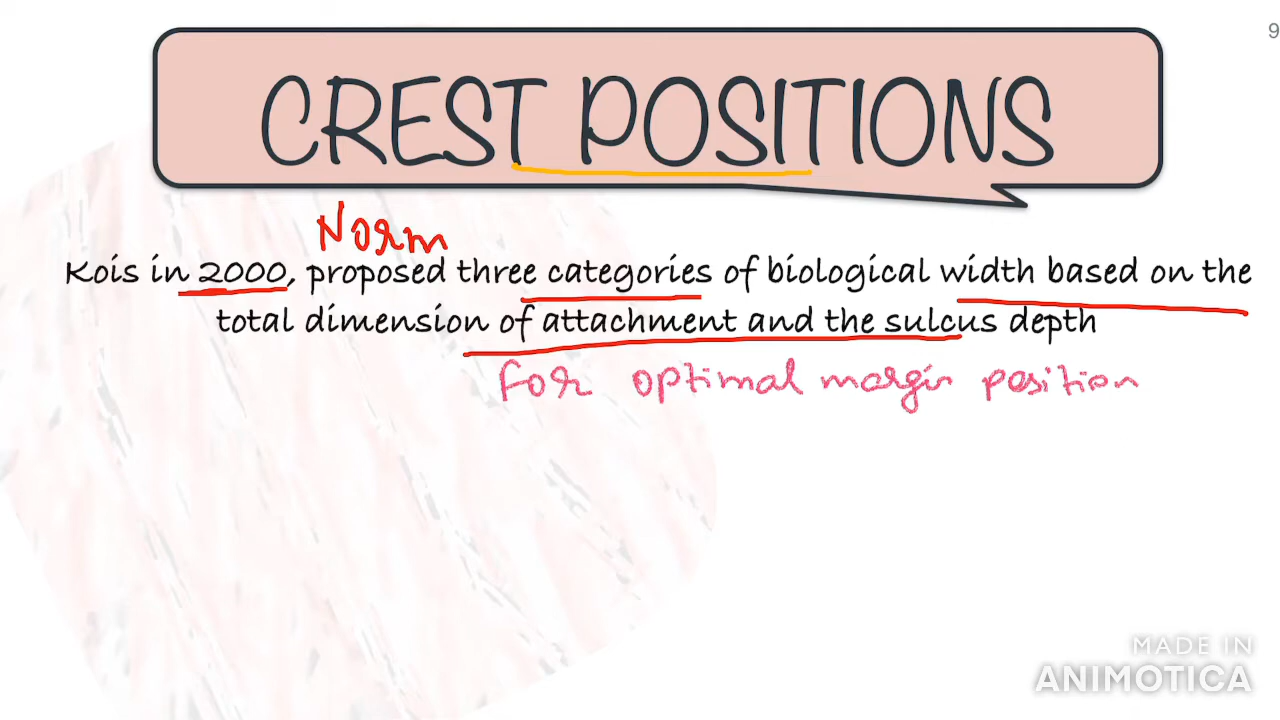 9
CREST POSITIONS
Norm
Kois in 2000, proposed three categories of biological width based on the
total dimension of attachment and the sulcus depth
For optimal margin position
MADE IN
ANIMOTICA